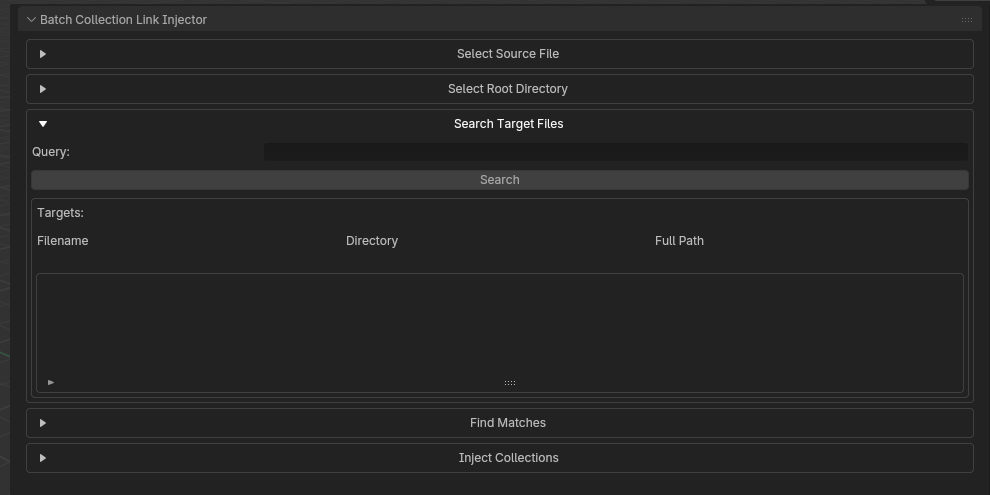 Batch Collection Link Injector
Select Source File
Select Root Directory
Search Target Files
Query:
Search
Targets:
Filename Directory Full Path
Find Matches
Inject Collections